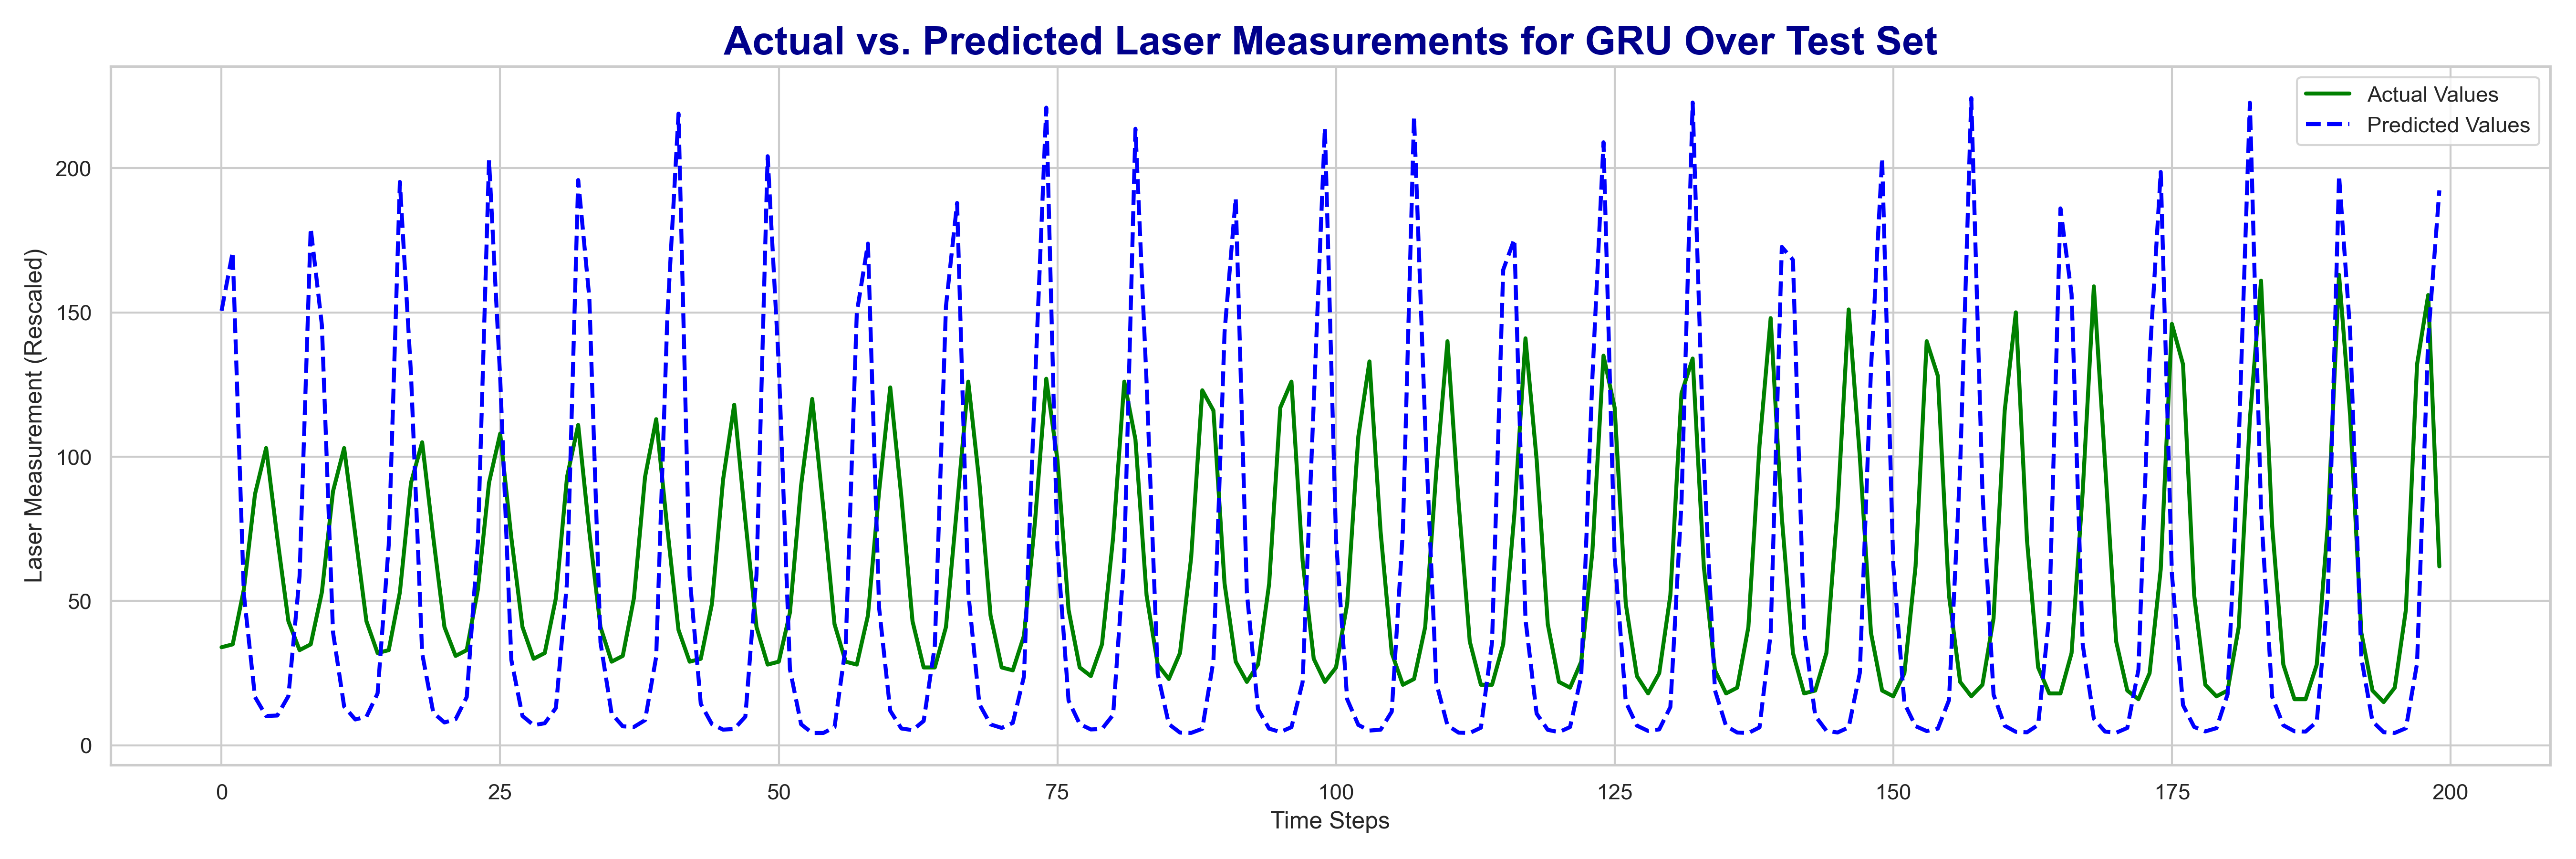 Actual vs. Predicted Laser Measurements for GRU Over Test Set
Actual Values
Predicted Values
Laser Measurement (Rescaled)
200
150
100
50
0
0 25 50 75 100 125 150 175 200
Time Steps